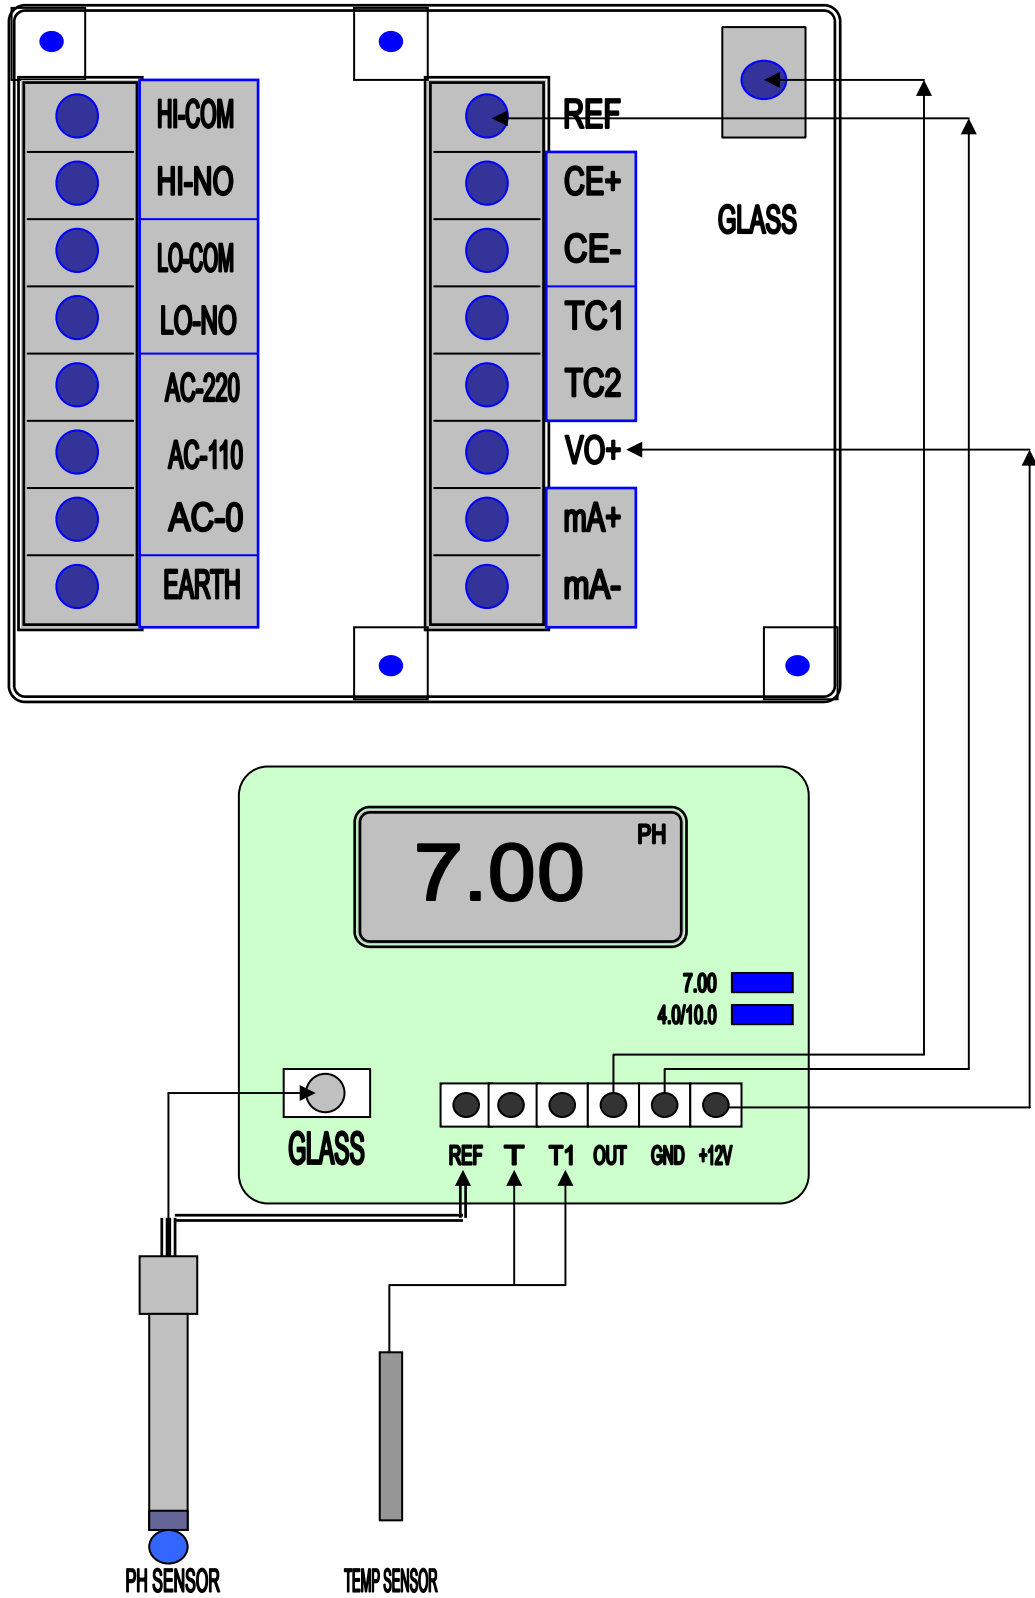 HI-COM
HI-NO
LO-COM
LO-NO
AC-220
AC-110
AC-0
EARTH
REF
CE+
CE-
TC1
TC2
VO+
mA+
mA-
GLASS
PH
7.00
7.00
4.0/10.0
GLASS
REF T T1 OUT GND +12V
PH SENSOR
TEMP SENSOR